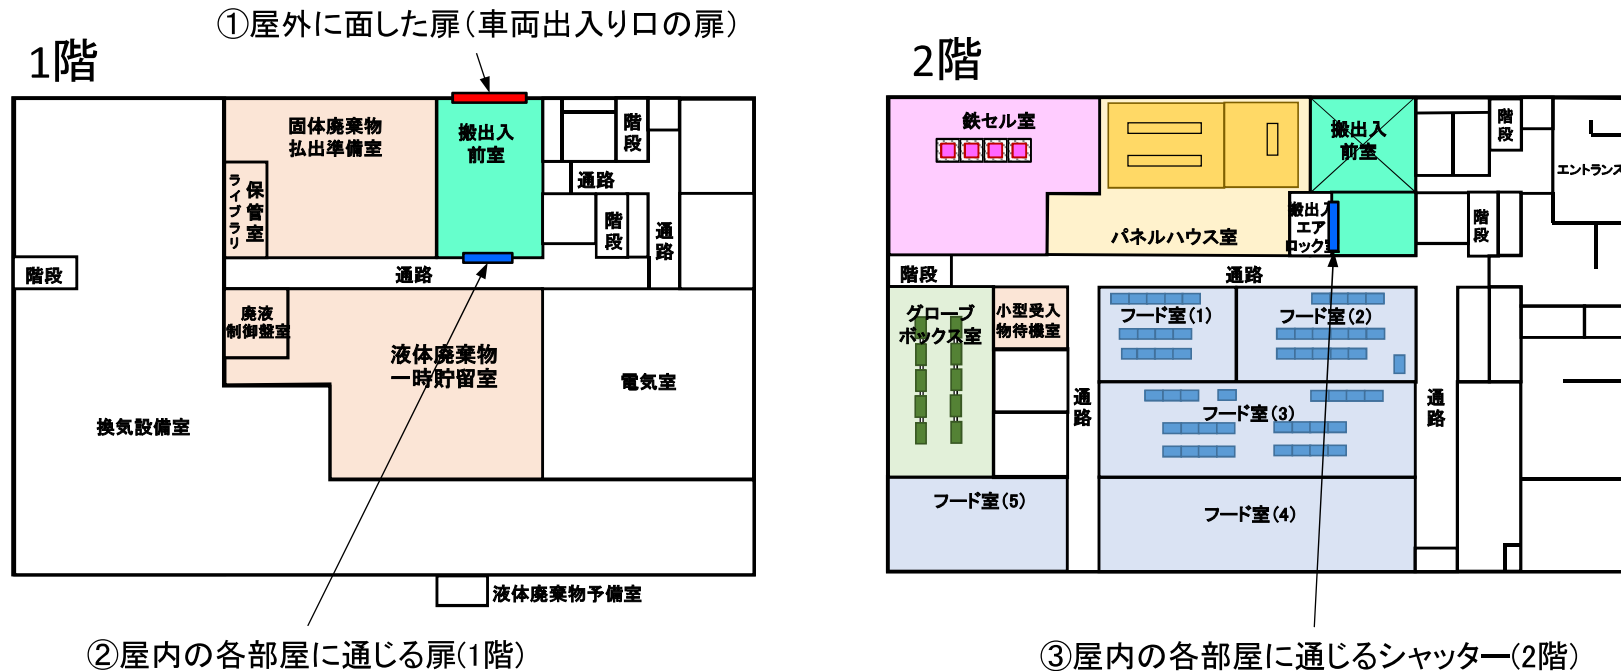 ①屋外に面した扉(車両出入り口の扉)
1階
固体廃棄物
払出準備室
搬出入
前室
階
段
通路
ライブラリ
保管室
階
段
通
路
階段
通路
廃液
制御盤室
液体廃棄物
一時貯留室
電気室
換気設備室
液体廃棄物予備室
②屋内の各部屋に通じる扉(1階)
2階
鉄セル室
搬出入
前室
階
段
エントランス
パネルハウス室
搬出入
エア
ロック室
階
段
階段
通路
グローブ
ボックス室
小型受入
物待機室
フード室(1)
フード室(2)
通
路
フード室(3)
通
路
フード室(5)
フード室(4)
③屋内の各部屋に通じるシャッター(2階)